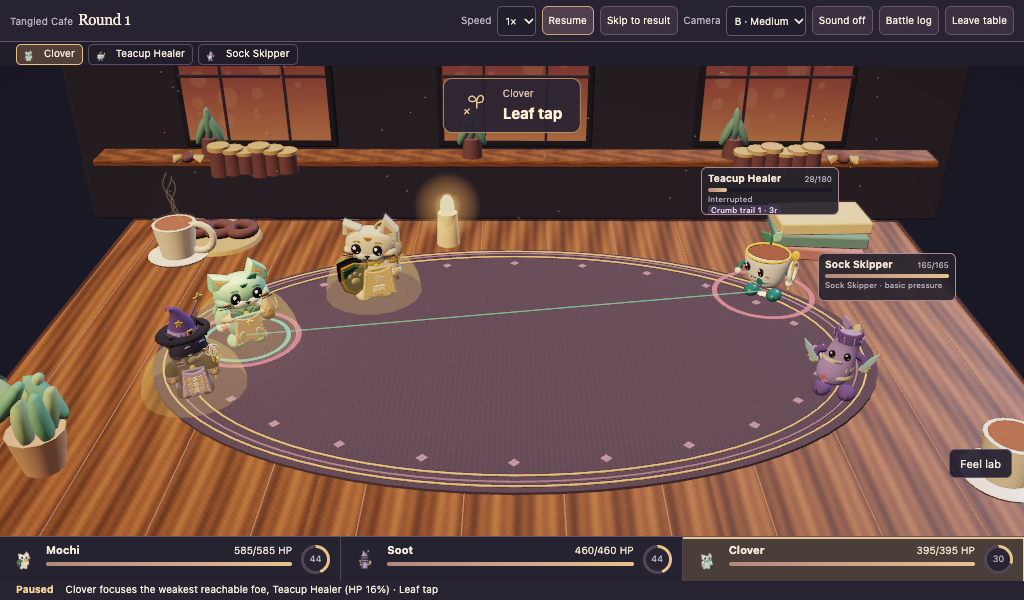 Tangled Cafe Round 1
Speed 1x Resume Skip to result Camera B · Medium Sound off Battle log Leave table
Clover Teacup Healer Sock Skipper
Clover
Leaf tap
Teacup Healer 28/180
Interrupted
Crumb trail 1 · 3r
Sock Skipper 165/165
Sock Skipper · basic pressure
Feel lab
Mochi 585/585 HP 44
Soot 460/460 HP 44
Clover 395/395 HP 30
Paused Clover focuses the weakest reachable foe, Teacup Healer (HP 16%) · Leaf tap